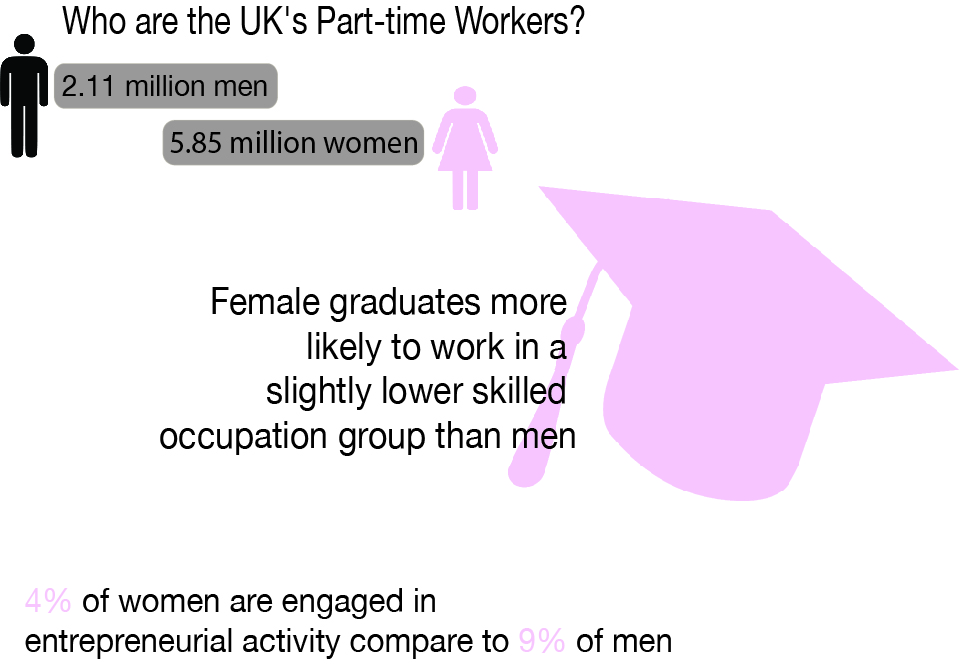 Who are the UK's Part-time Workers?
2.11 million men
5.85 million women
Female graduates more
likely to work in a
slightly lower skilled
occupation group than men
4% of women are engaged in
entrepreneurial activity compare to 9% of men